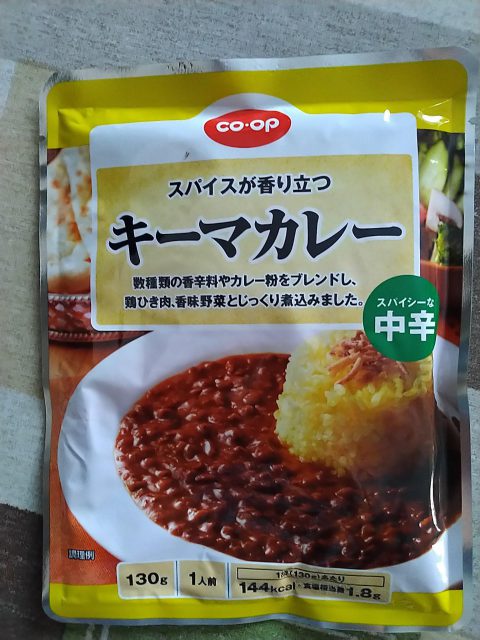 co·op
スパイスが香り立つ
キーマカレー
数種類の香辛料やカレー粉をブレンドし、
鶏ひき肉、香味野菜とじっくり煮込みました。
スパイシーな
中辛
調理例
130g
1人前
1袋(130g)あたり
144kcal・食塩相当量1.8g